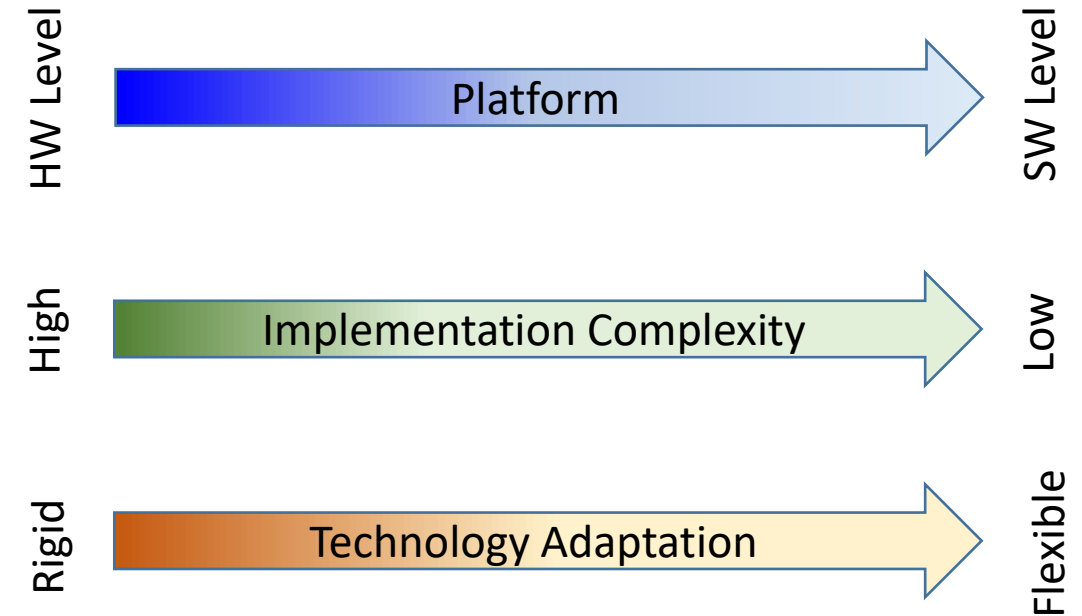 HW Level
Platform
SW Level
High
Implementation Complexity
Low
Rigid
Technology Adaptation
Flexible